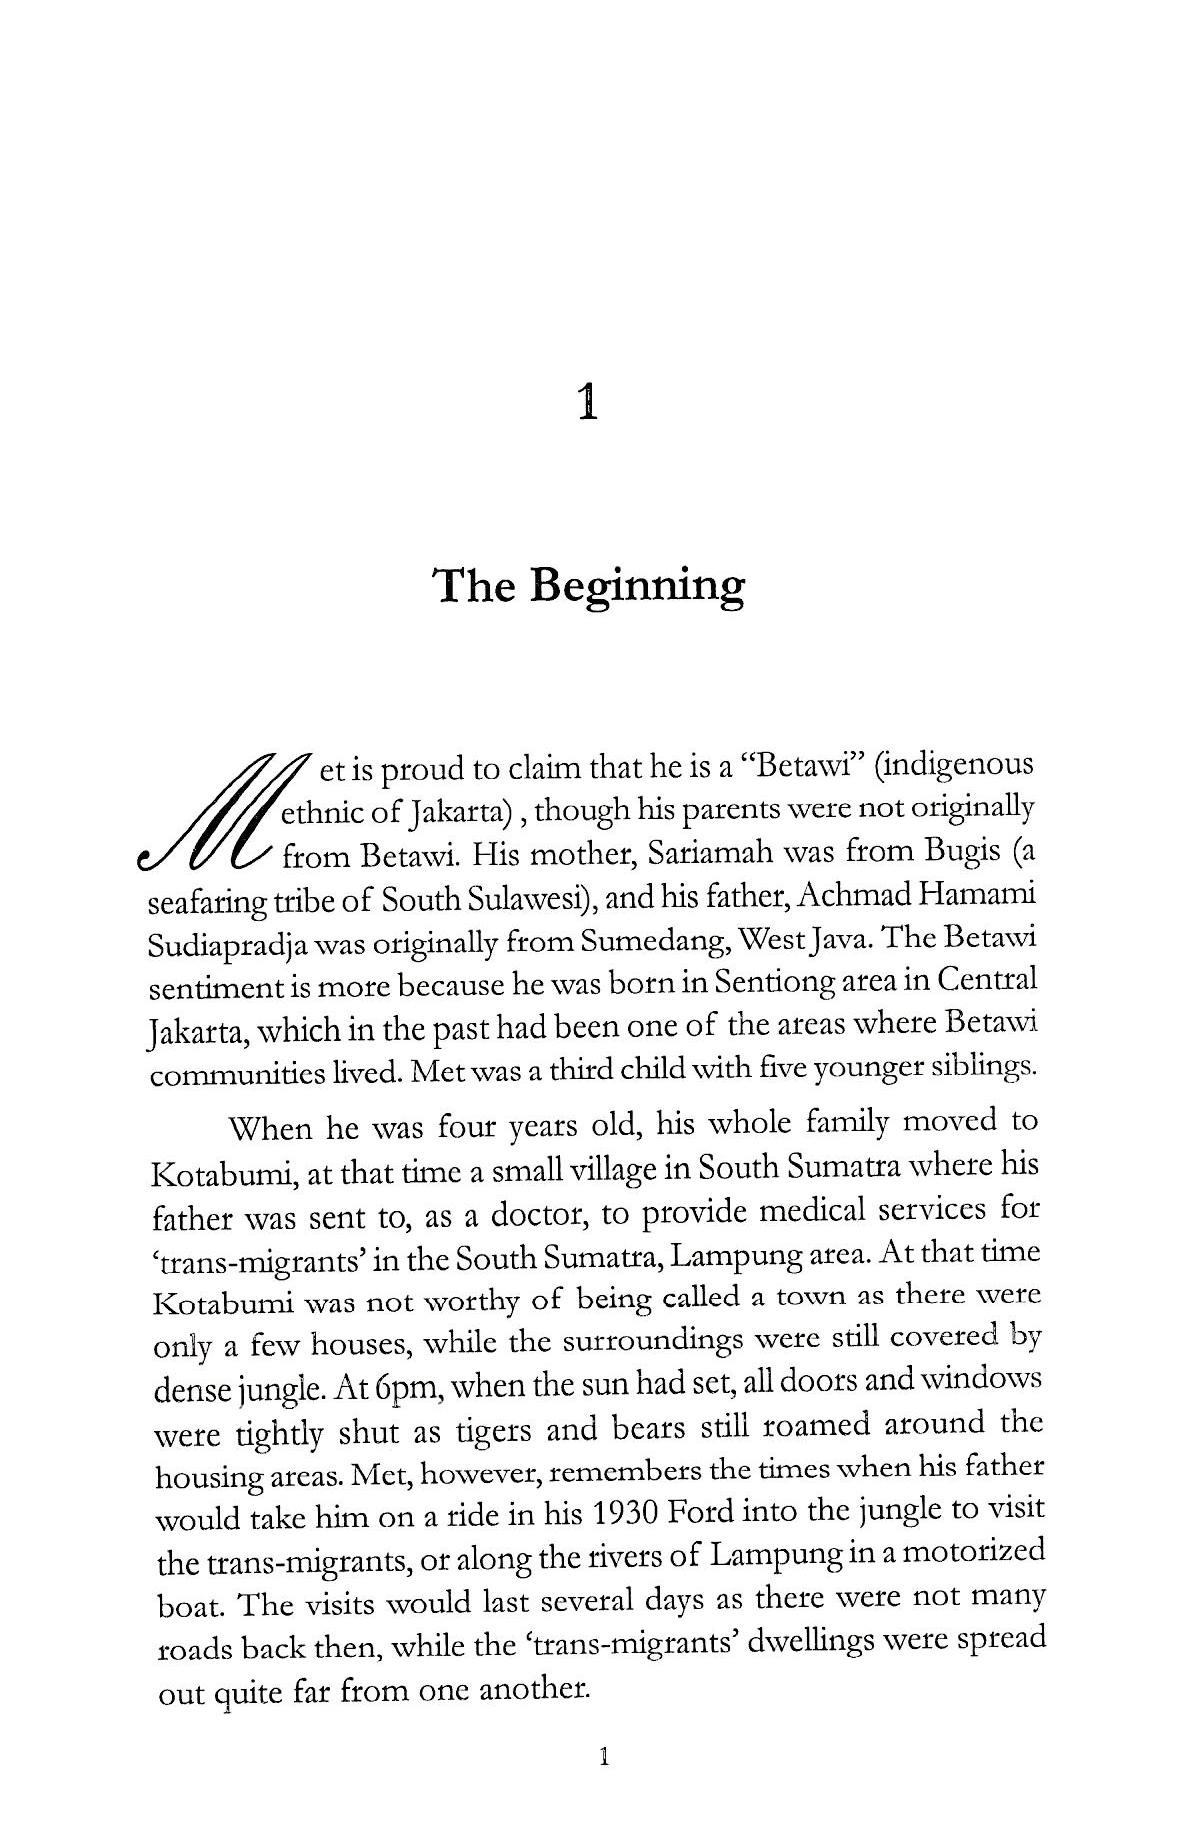 1
The Beginning
Met is proud to claim that he is a “Betawi” (indigenous
ethnic of Jakarta) , though his parents were not originally
from Betawi. His mother, Sariamah was from Bugis (a
seafaring tribe of South Sulawesi), and his father, Achmad Hamami
Sudiapradja was originally from Sumedang, West Java. The Betawi
sentiment is more because he was born in Sentiong area in Central
Jakarta, which in the past had been one of the areas where Betawi
communities lived. Met was a third child with five younger siblings.
When he was four years old, his whole family moved to
Kotabumi, at that time a small village in South Sumatra where his
father was sent to, as a doctor, to provide medical services for
‘trans-migrants’ in the South Sumatra, Lampung area. At that time
Kotabumi was not worthy of being called a town as there were
only a few houses, while the surroundings were still covered by
dense jungle. At 6pm, when the sun had set, all doors and windows
were tightly shut as tigers and bears still roamed around the
housing areas. Met, however, remembers the times when his father
would take him on a ride in his 1930 Ford into the jungle to visit
the trans-migrants, or along the rivers of Lampung in a motorized
boat. The visits would last several days as there were not many
roads back then, while the ‘trans-migrants’ dwellings were spread
out quite far from one another.
1